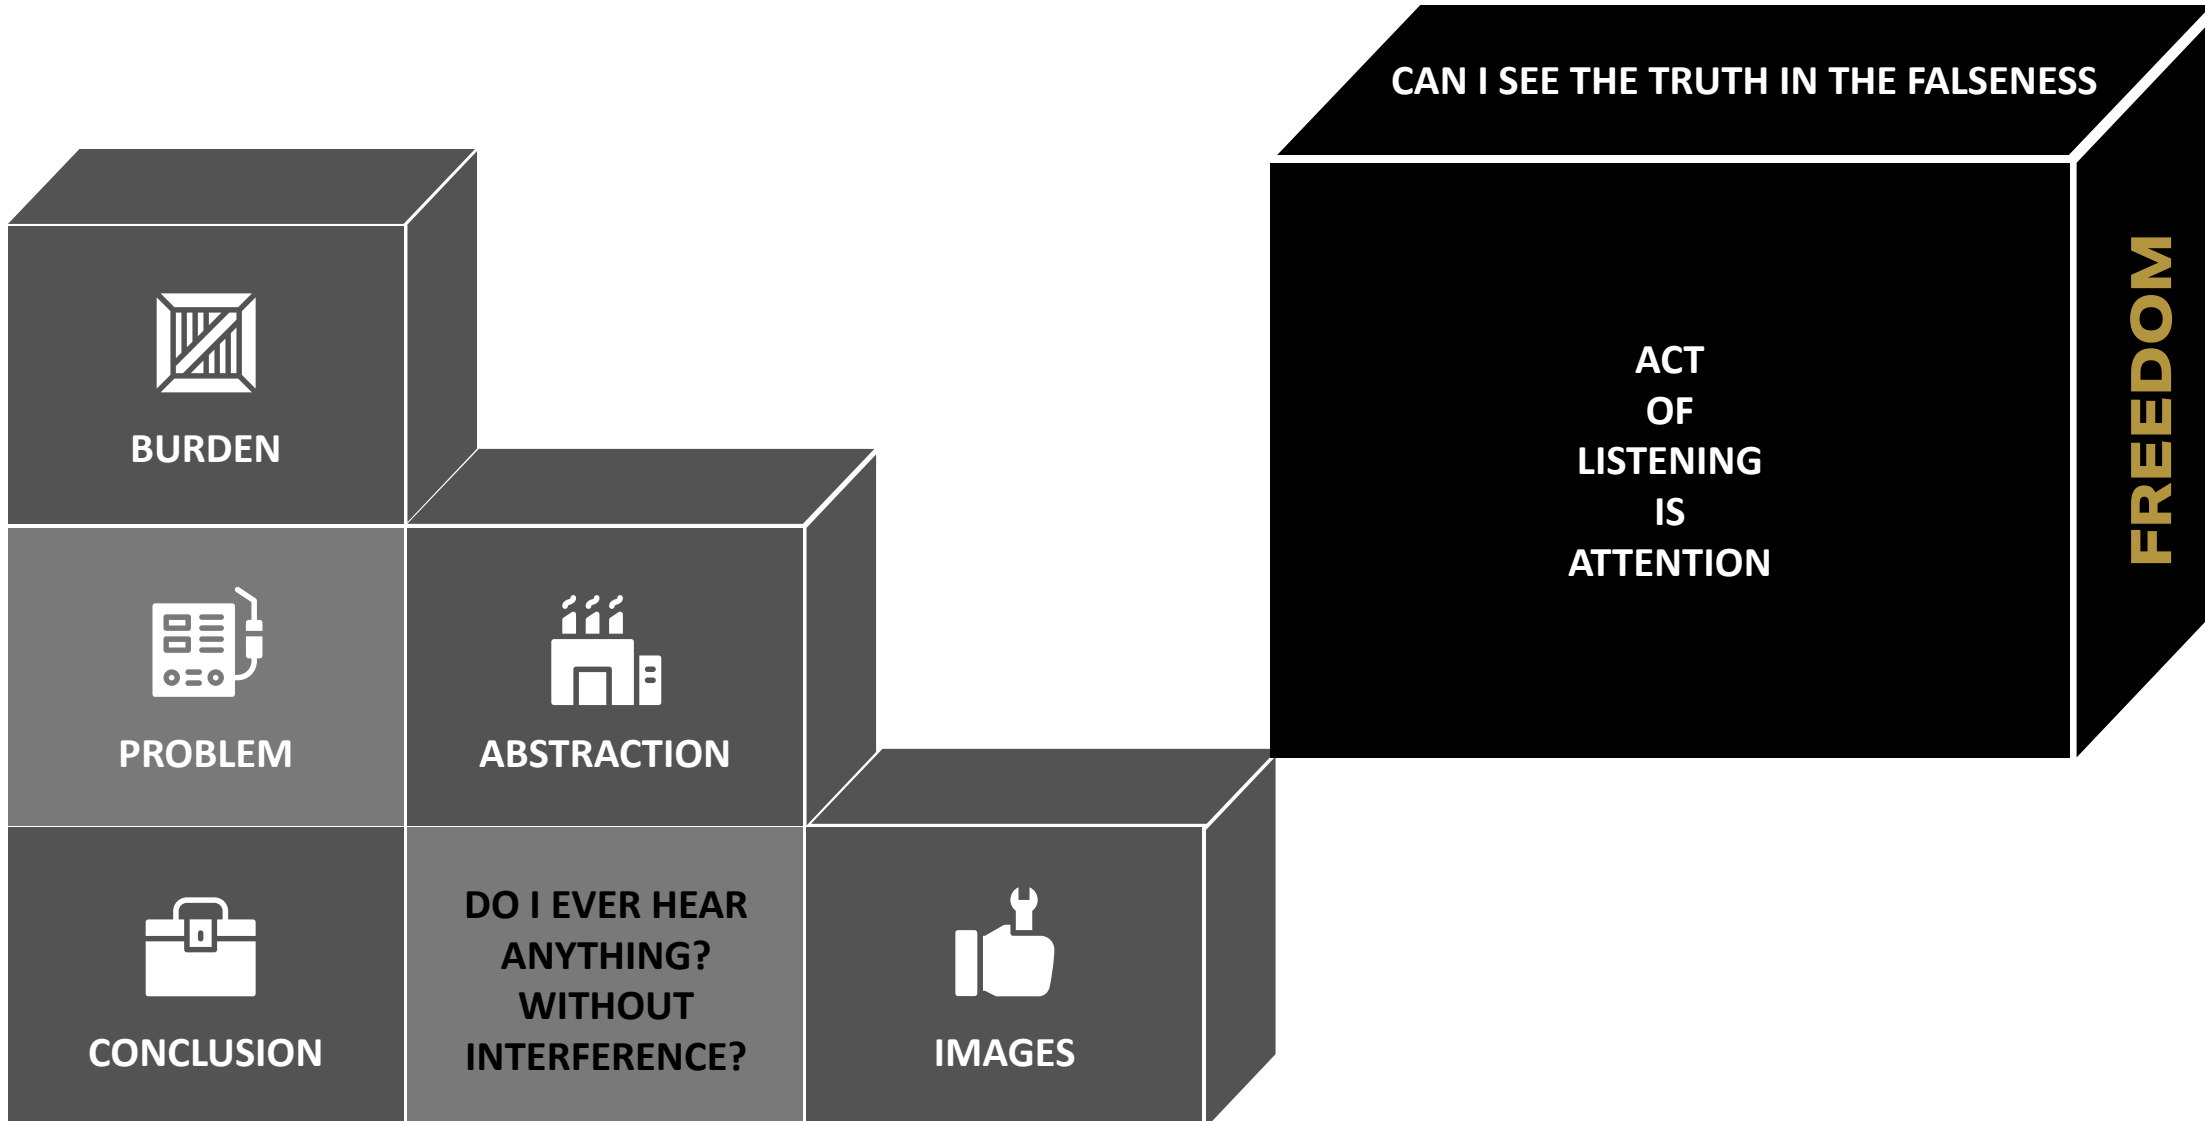 BURDEN
PROBLEM
ABSTRACTION
CONCLUSION
DO I EVER HEAR
ANYTHING?
WITHOUT
INTERFERENCE?
IMAGES
CAN I SEE THE TRUTH IN THE FALSENESS
ACT
OF
LISTENING
IS
ATTENTION
FREEDOM